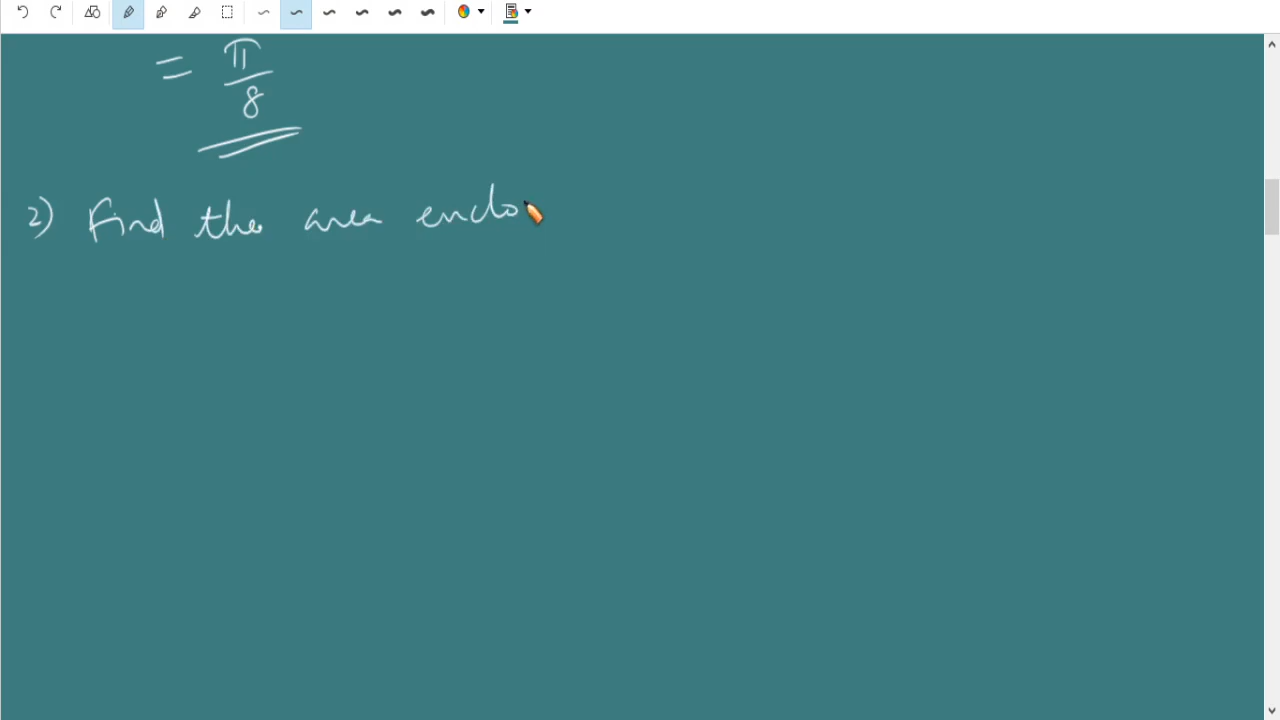 = π/8
2) Find the area enclo